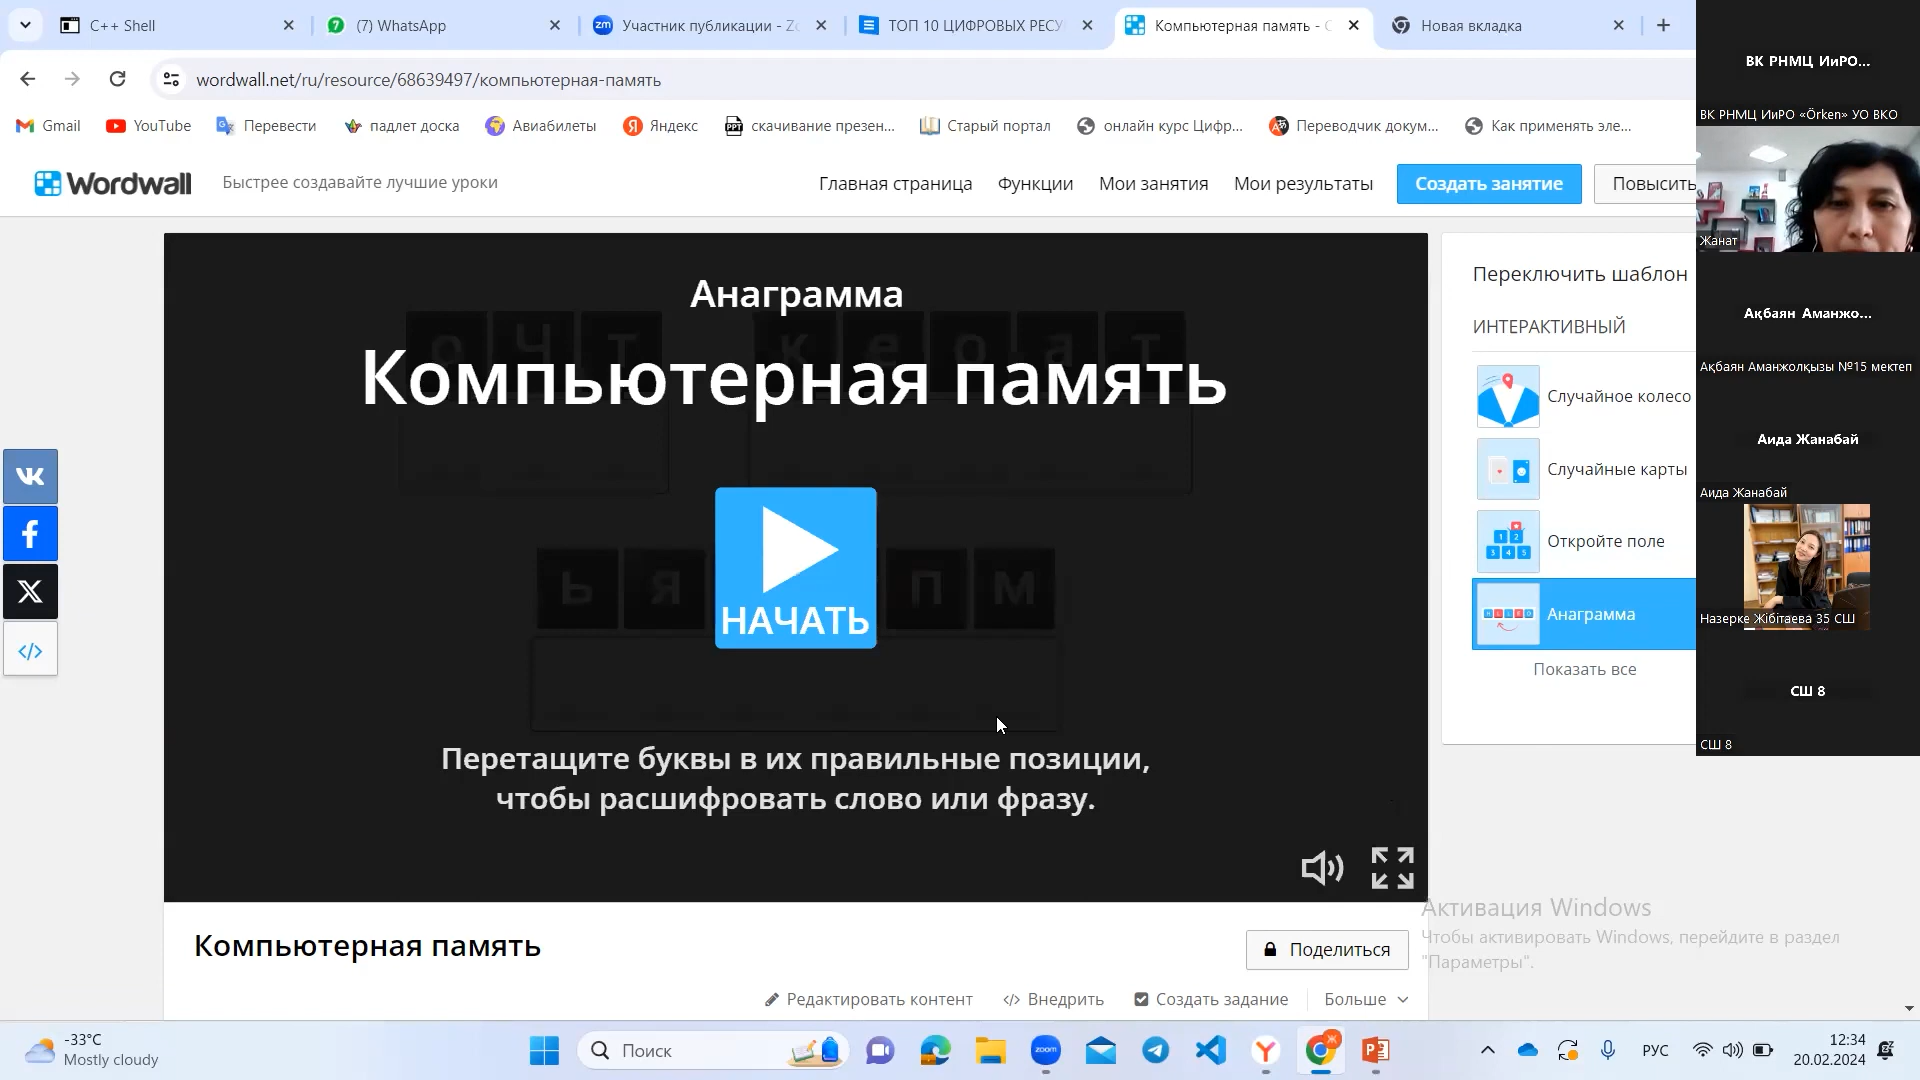 C++ Shell
(7) WhatsApp
Участник публикации - Zo
ТОП 10 ЦИФРОВЫХ РЕСУ
Компьютерная память - С
Новая вкладка
wordwall.net/ru/resource/68639497/компьютерная-память
Gmail
YouTube
Перевести
падлет доска
Авиабилеты
Яндекс
скачивание презен...
Старый портал
онлайн курс Цифр...
Переводчик докум...
Как применять эле...
Wordwall
Быстрее создавайте лучшие уроки
Главная страница
Функции
Мои занятия
Мои результаты
Создать занятие
Повысить
Анаграмма
о ч т
к е о а т
Компьютерная память
ь я п м
НАЧАТЬ
Перетащите буквы в их правильные позиции,
чтобы расшифровать слово или фразу.
Переключить шаблон
ИНТЕРАКТИВНЫЙ
Случайное колесо
Случайные карты
Откройте поле
Анаграмма
Показать все
ВК РНМЦ ИиРО...
ВК РНМЦ ИиРО «Örken» УО ВКО
Жанат
Ақбаян Аманжо...
Ақбаян Аманжолқызы №15 мектеп
Аида Жанабай
Аида Жанабай
Назерке Жібітаева 35 СШ
СШ 8
СШ 8
Компьютерная память
Поделиться
Редактировать контент
Внедрить
Создать задание
Больше
Активация Windows
Чтобы активировать Windows, перейдите в раздел
"Параметры".
-33°C
Mostly cloudy
Поиск
zoom
РУС
12:34
20.02.2024